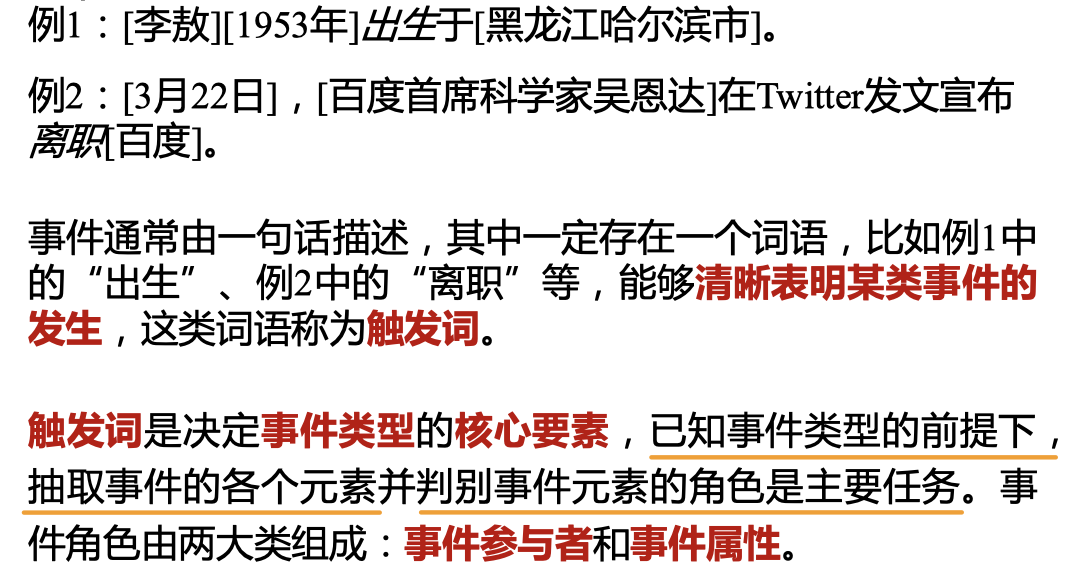 例1：[李敖][1953年]出生于[黑龙江哈尔滨市]。
例2：[3月22日]，[百度首席科学家吴恩达]在Twitter发文宣布
离职[百度]。
事件通常由一句话描述，其中一定存在一个词语，比如例1中
的“出生”、例2中的“离职”等，能够清晰表明某类事件的
发生，这类词语称为触发词。
触发词是决定事件类型的核心要素，已知事件类型的前提下，
抽取事件的各个元素并判别事件元素的角色是主要任务。事
件角色由两大类组成：事件参与者和事件属性。